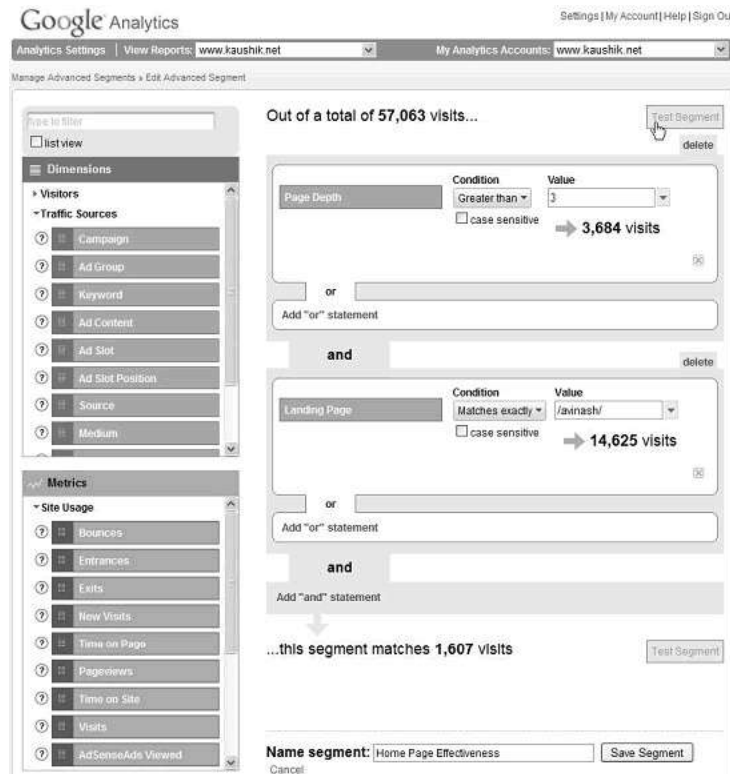 Google Analytics
Settings | My Account | Help | Sign Ou
Analytics Settings | View Reports: www.kaushik.net
My Analytics Accounts: www.kaushik.net
Manage Advanced Segments » Edit Advanced Segment
type to filter
list view
Dimensions
Visitors
Traffic Sources
Campaign
Ad Group
Keyword
Ad Content
Ad Slot
Ad Slot Position
Source
Medium
Metrics
Site Usage
Bounces
Entrances
Exits
New Visits
Time on Page
Pageviews
Time on Site
Visits
AdSenseAds Viewed
Out of a total of 57,063 visits...
Test Segment
delete
Condition Value
Page Depth Greater than 3
case sensitive
3,684 visits
or
Add "or" statement
and
delete
Condition Value
Landing Page Matches exactly /avinash/
case sensitive
14,625 visits
or
Add "or" statement
and
Add "and" statement
...this segment matches 1,607 visits
Test Segment
Name segment: Home Page Effectiveness Save Segment
Cancel